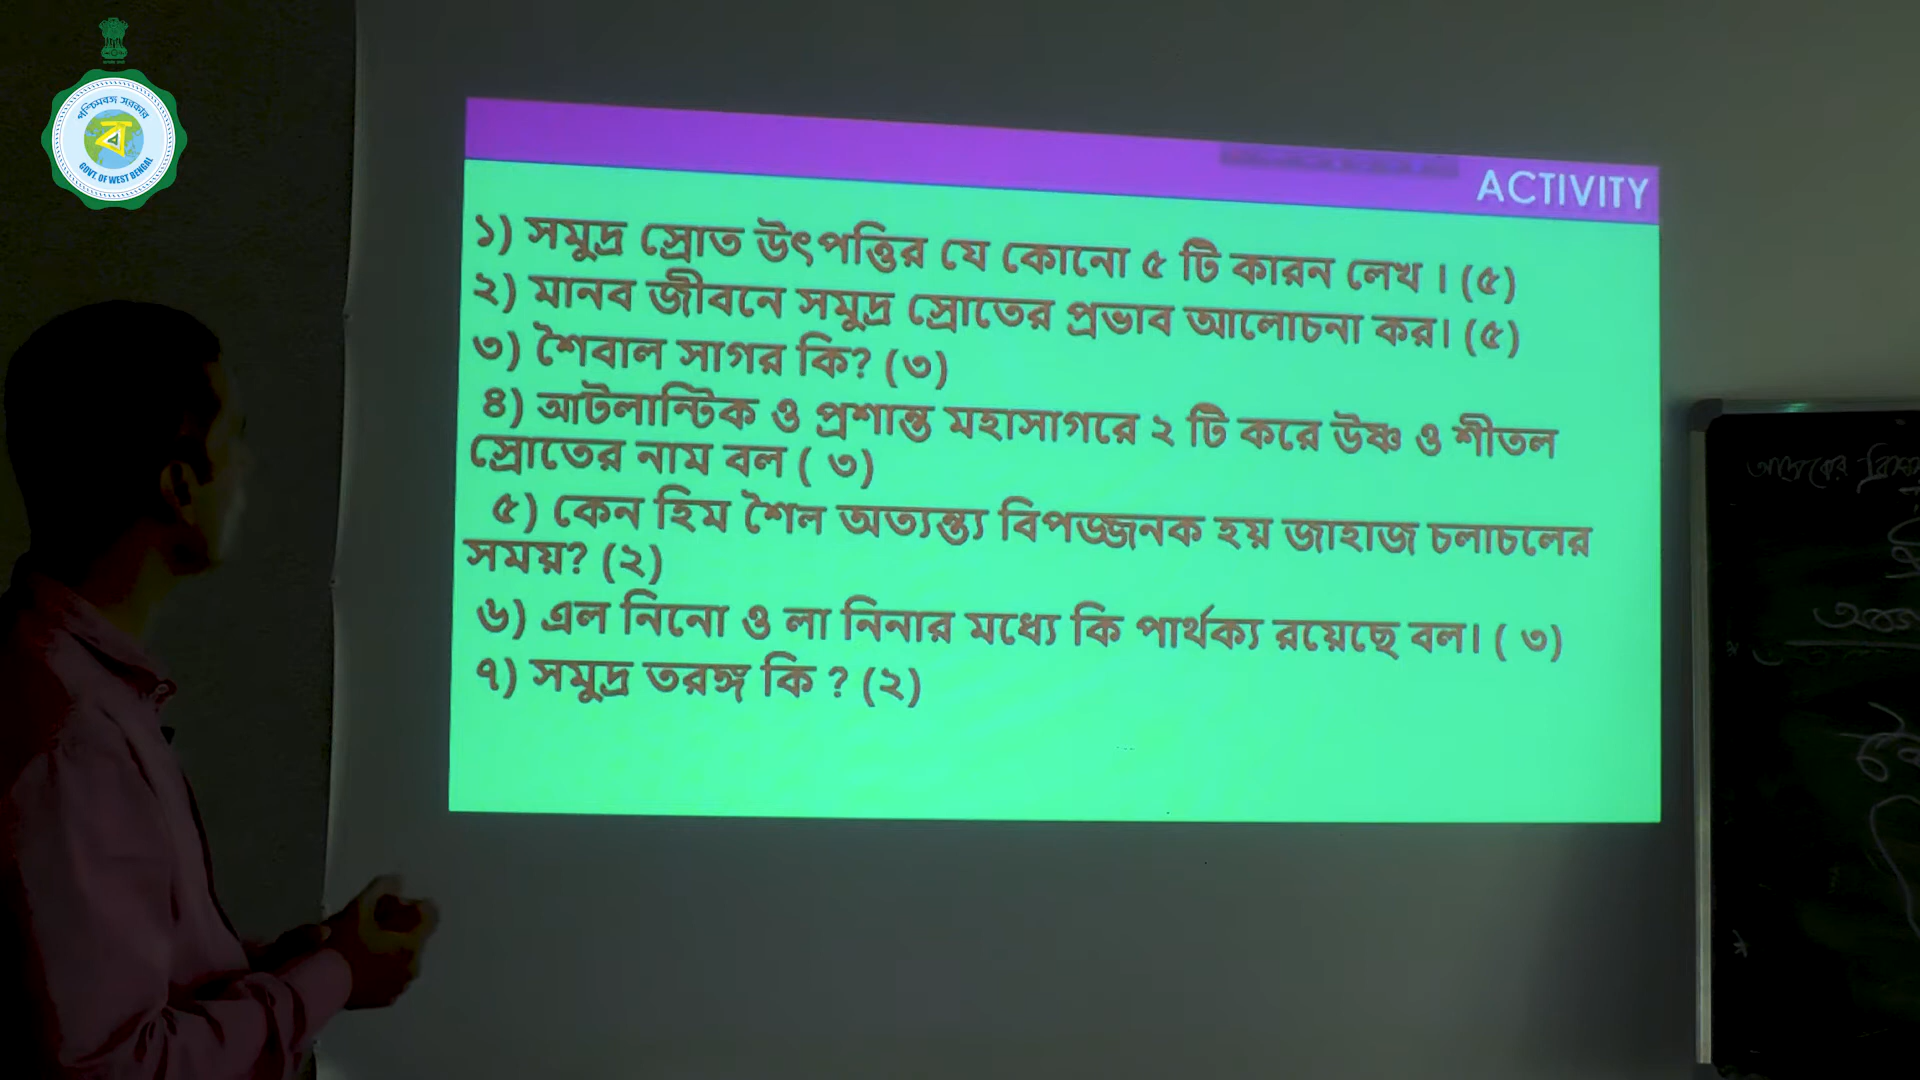 পশ্চিমবঙ্গ সরকার
ব
GOVT. OF WEST BENGAL
ACTIVITY
১) সমুদ্র স্রোত উৎপত্তির যে কোনো ৫ টি কারন লেখ । (৫)
২) মানব জীবনে সমুদ্র স্রোতের প্রভাব আলোচনা কর। (৫)
৩) শৈবাল সাগর কি? (৩)
৪) আটলান্টিক ও প্রশান্ত মহাসাগরে ২ টি করে উষ্ণ ও শীতল
স্রোতের নাম বল ( ৩)
৫) কেন হিম শৈল অত্যন্ত্য বিপজ্জনক হয় জাহাজ চলাচলের
সময়? (২)
৬) এল নিনো ও লা নিনার মধ্যে কি পার্থক্য রয়েছে বল। ( ৩)
৭) সমুদ্র তরঙ্গ কি ? (২)